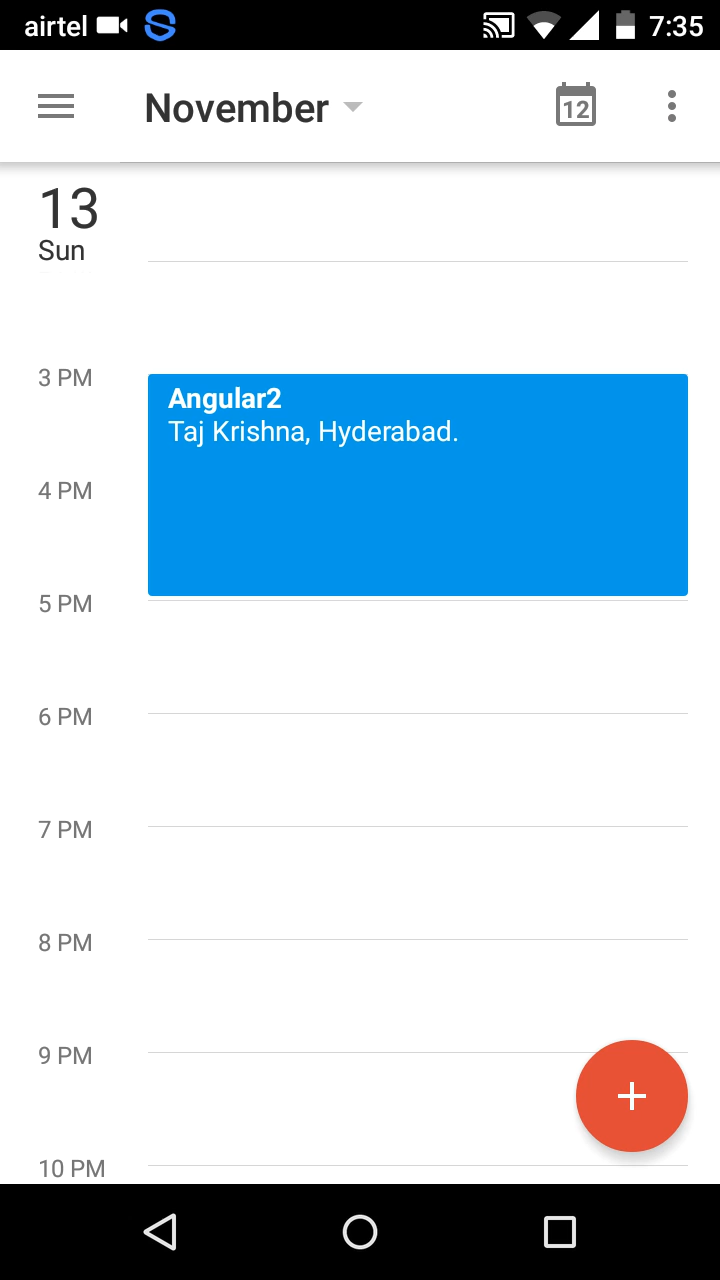 airtel 7:35
November 12
13
Sun
3 PM
Angular2
Taj Krishna, Hyderabad.
4 PM
5 PM
6 PM
7 PM
8 PM
9 PM
10 PM